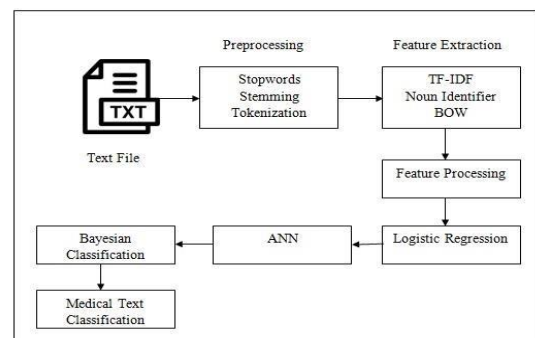 Preprocessing
Feature Extraction
TXT
Stopwords
Stemming
Tokenization
TF-IDF
Noun Identifier
BOW
Text File
Feature Processing
Bayesian
Classification
ANN
Logistic Regression
Medical Text
Classification